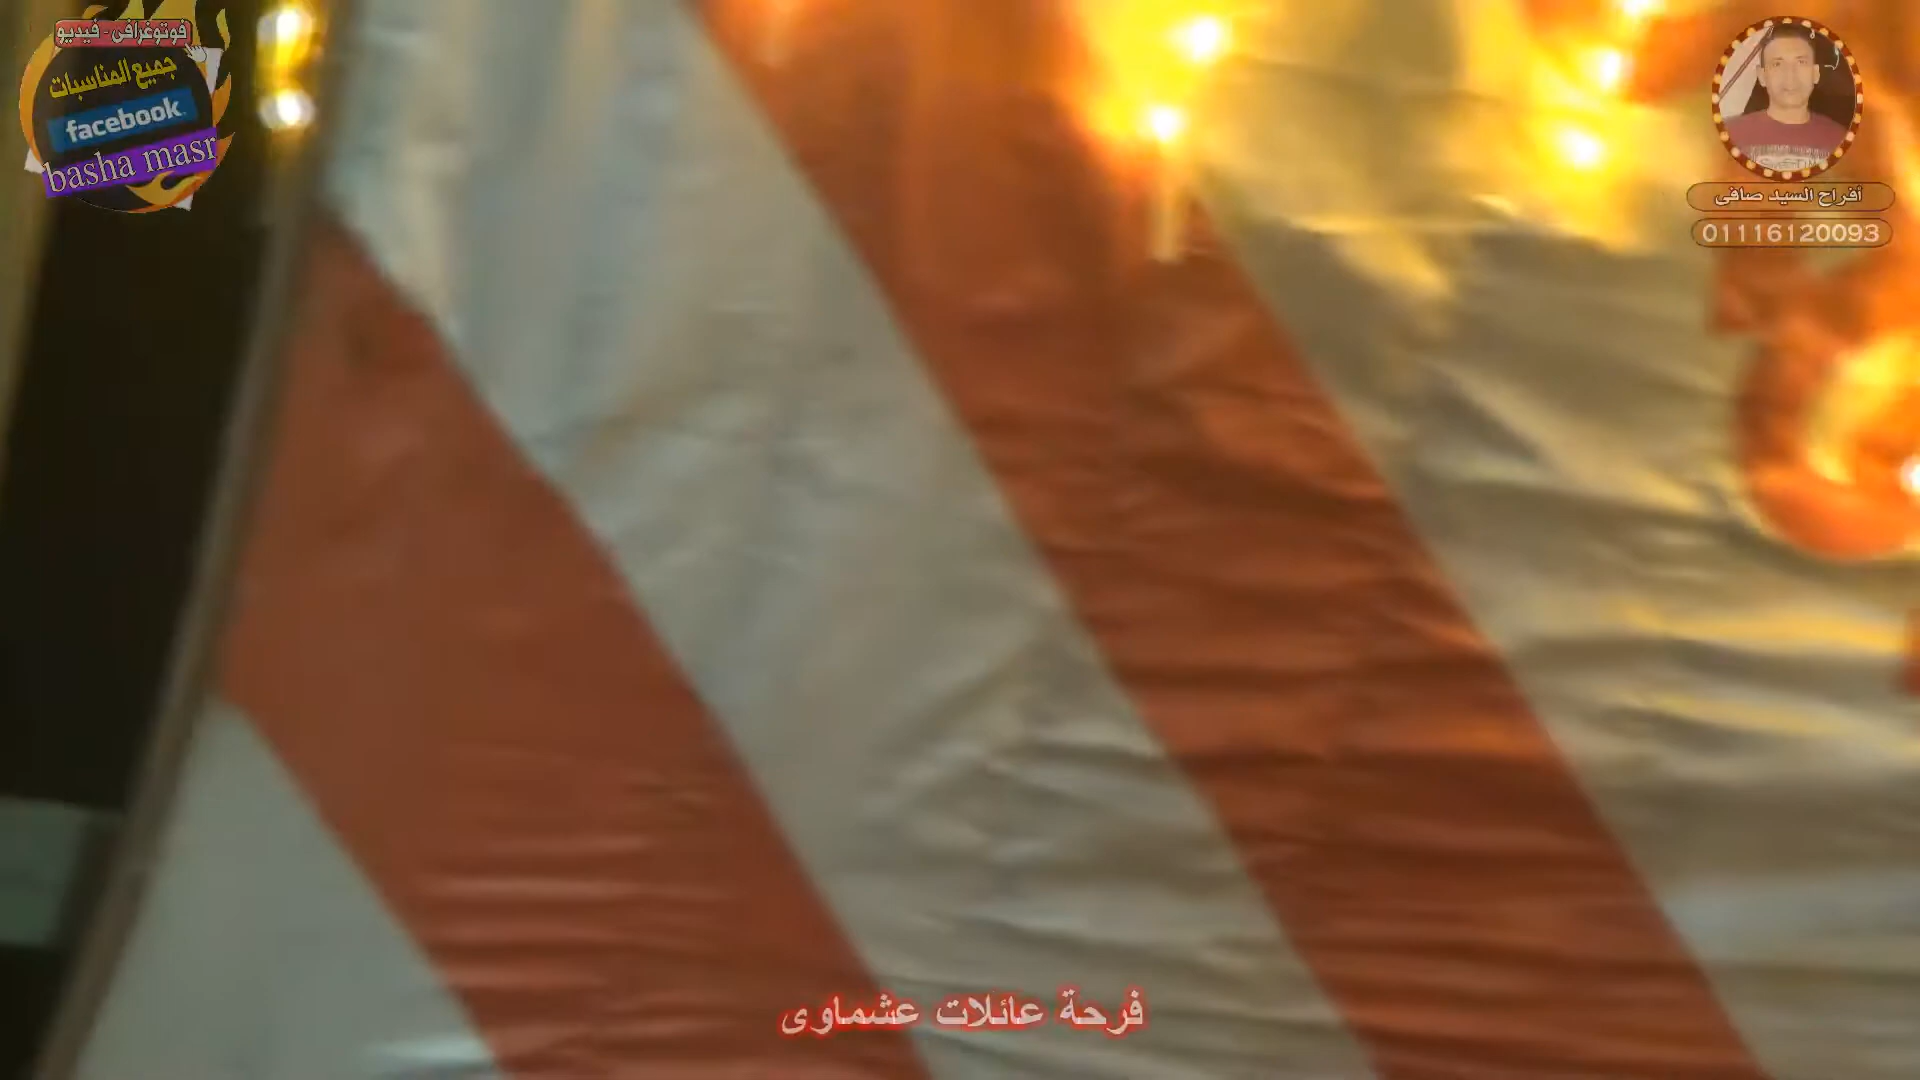 فوتوغرافى - فيديو
جميع المناسبات
facebook
basha masr
أفراح السيد صافى
01116120093
فرحة عائلات عشماوى